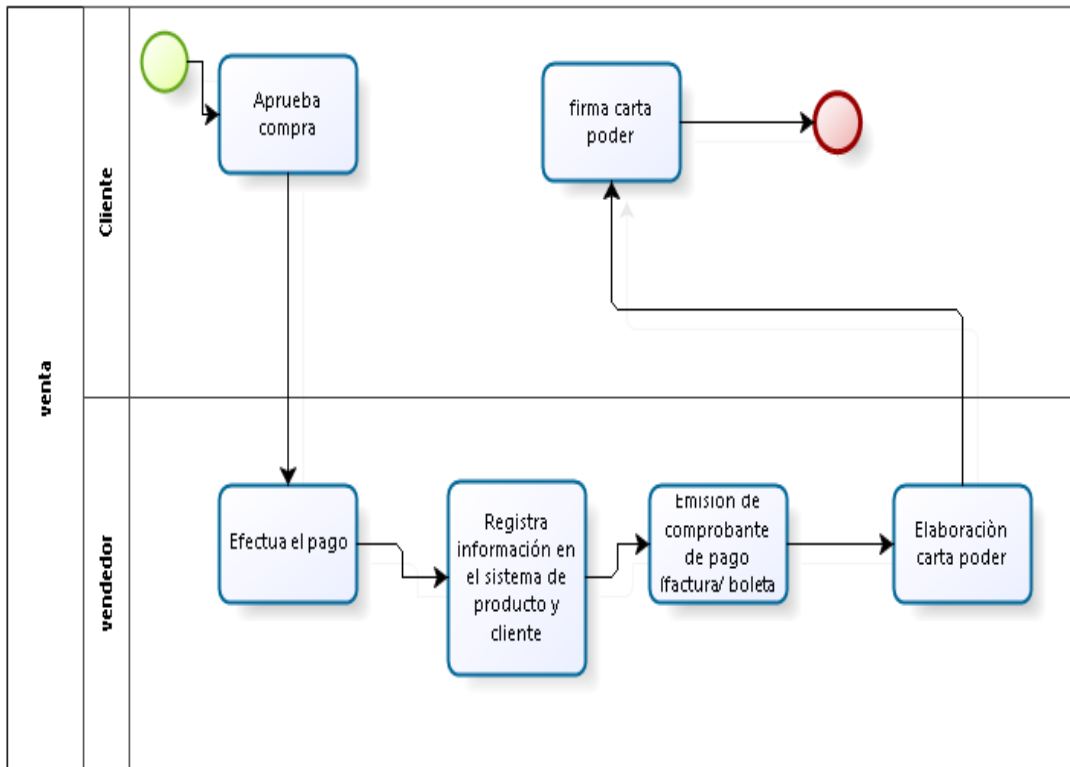 venta
Cliente
Aprueba
compra
firma carta
poder
vendedor
Efectua el pago
Registra
información en
el sistema de
producto y
cliente
Emision de
comprobante
de pago
(factura/ boleta
Elaboraciòn
carta poder